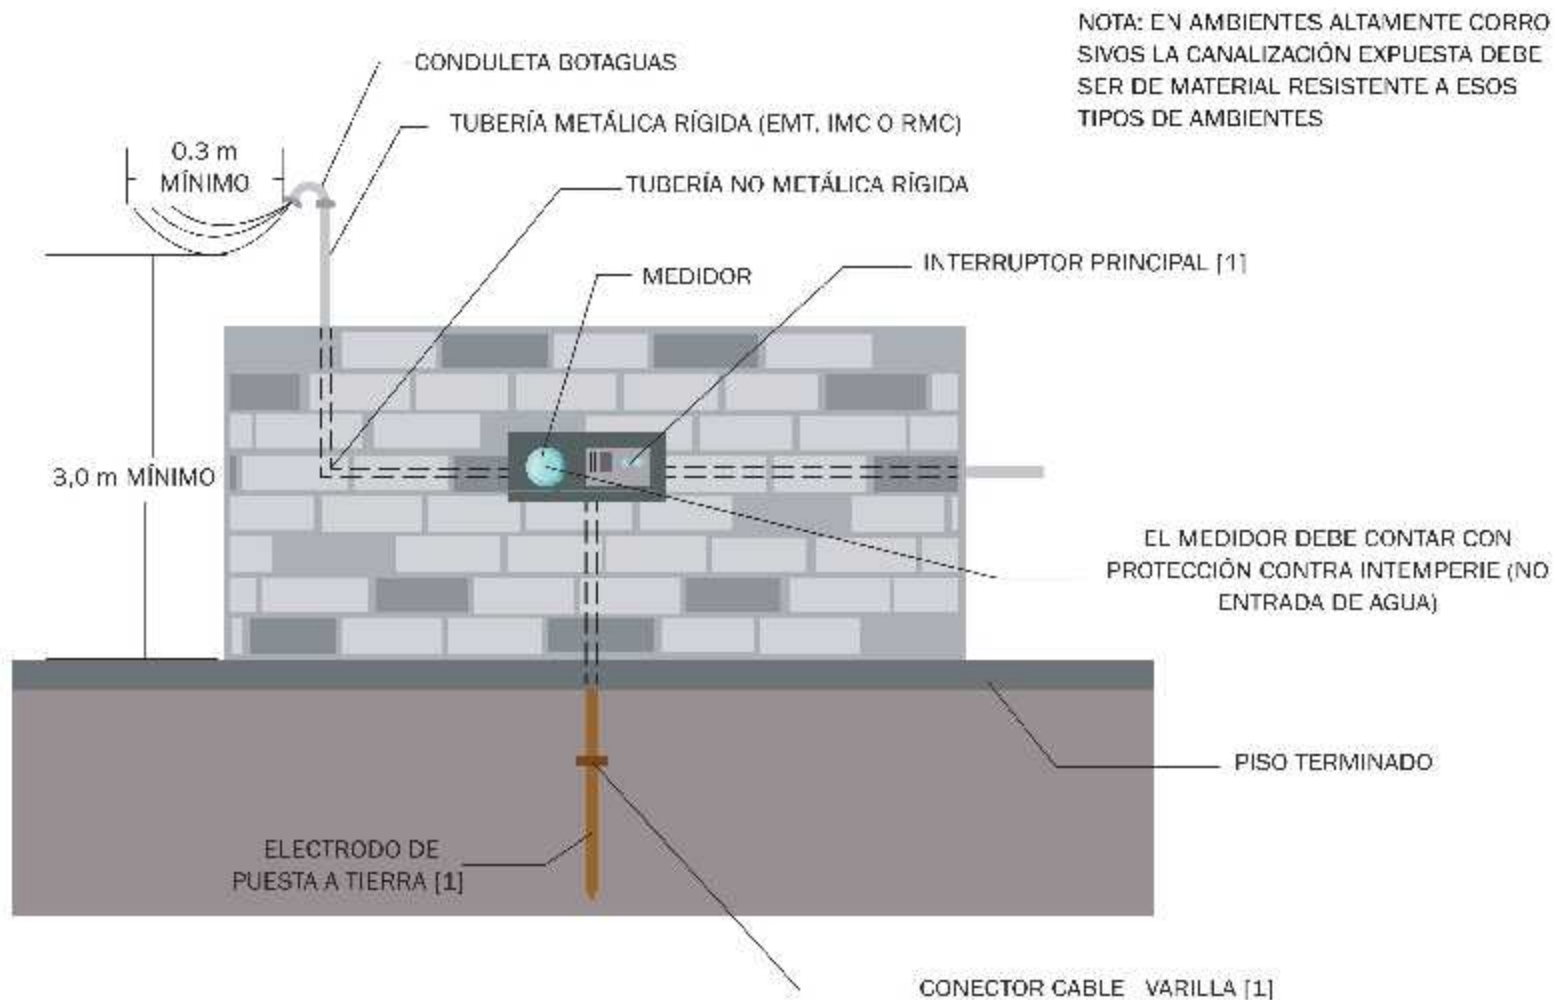 NOTA: EN AMBIENTES ALTAMENTE CORRO
SIVOS LA CANALIZACIÓN EXPUESTA DEBE
SER DE MATERIAL RESISTENTE A ESOS
TIPOS DE AMBIENTES
CONDULETA BOTAGUAS
TUBERÍA METÁLICA RÍGIDA (EMT. IMC O RMC)
0.3 m
MÍNIMO
TUBERÍA NO METÁLICA RÍGIDA
INTERRUPTOR PRINCIPAL [1]
MEDIDOR
3,0 m MÍNIMO
EL MEDIDOR DEBE CONTAR CON
PROTECCIÓN CONTRA INTEMPERIE (NO
ENTRADA DE AGUA)
PISO TERMINADO
ELECTRODO DE
PUESTA A TIERRA [1]
CONECTOR CABLE VARILLA [1]